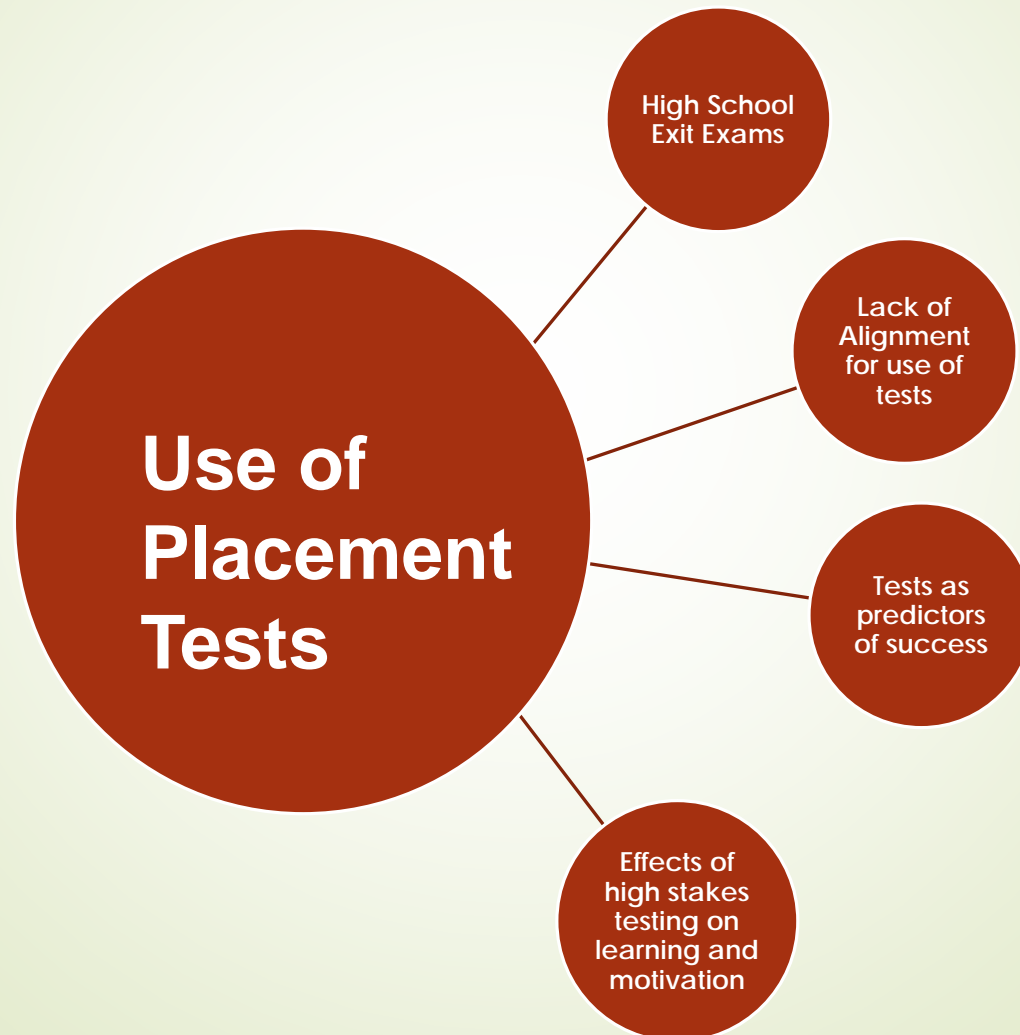 High School
Exit Exams
Lack of
Alignment
for use of
tests
Use of
Placement
Tests
Tests as
predictors
of success
Effects of
high stakes
testing on
learning and
motivation